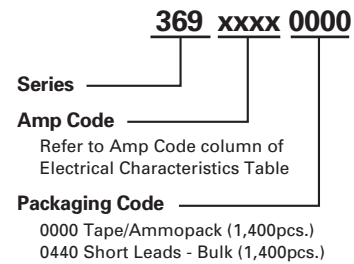 369 xxxx 0000
Series
Amp Code
Refer to Amp Code column of
Electrical Characteristics Table
Packaging Code
0000 Tape/Ammopack (1,400pcs.)
0440 Short Leads - Bulk (1,400pcs.)